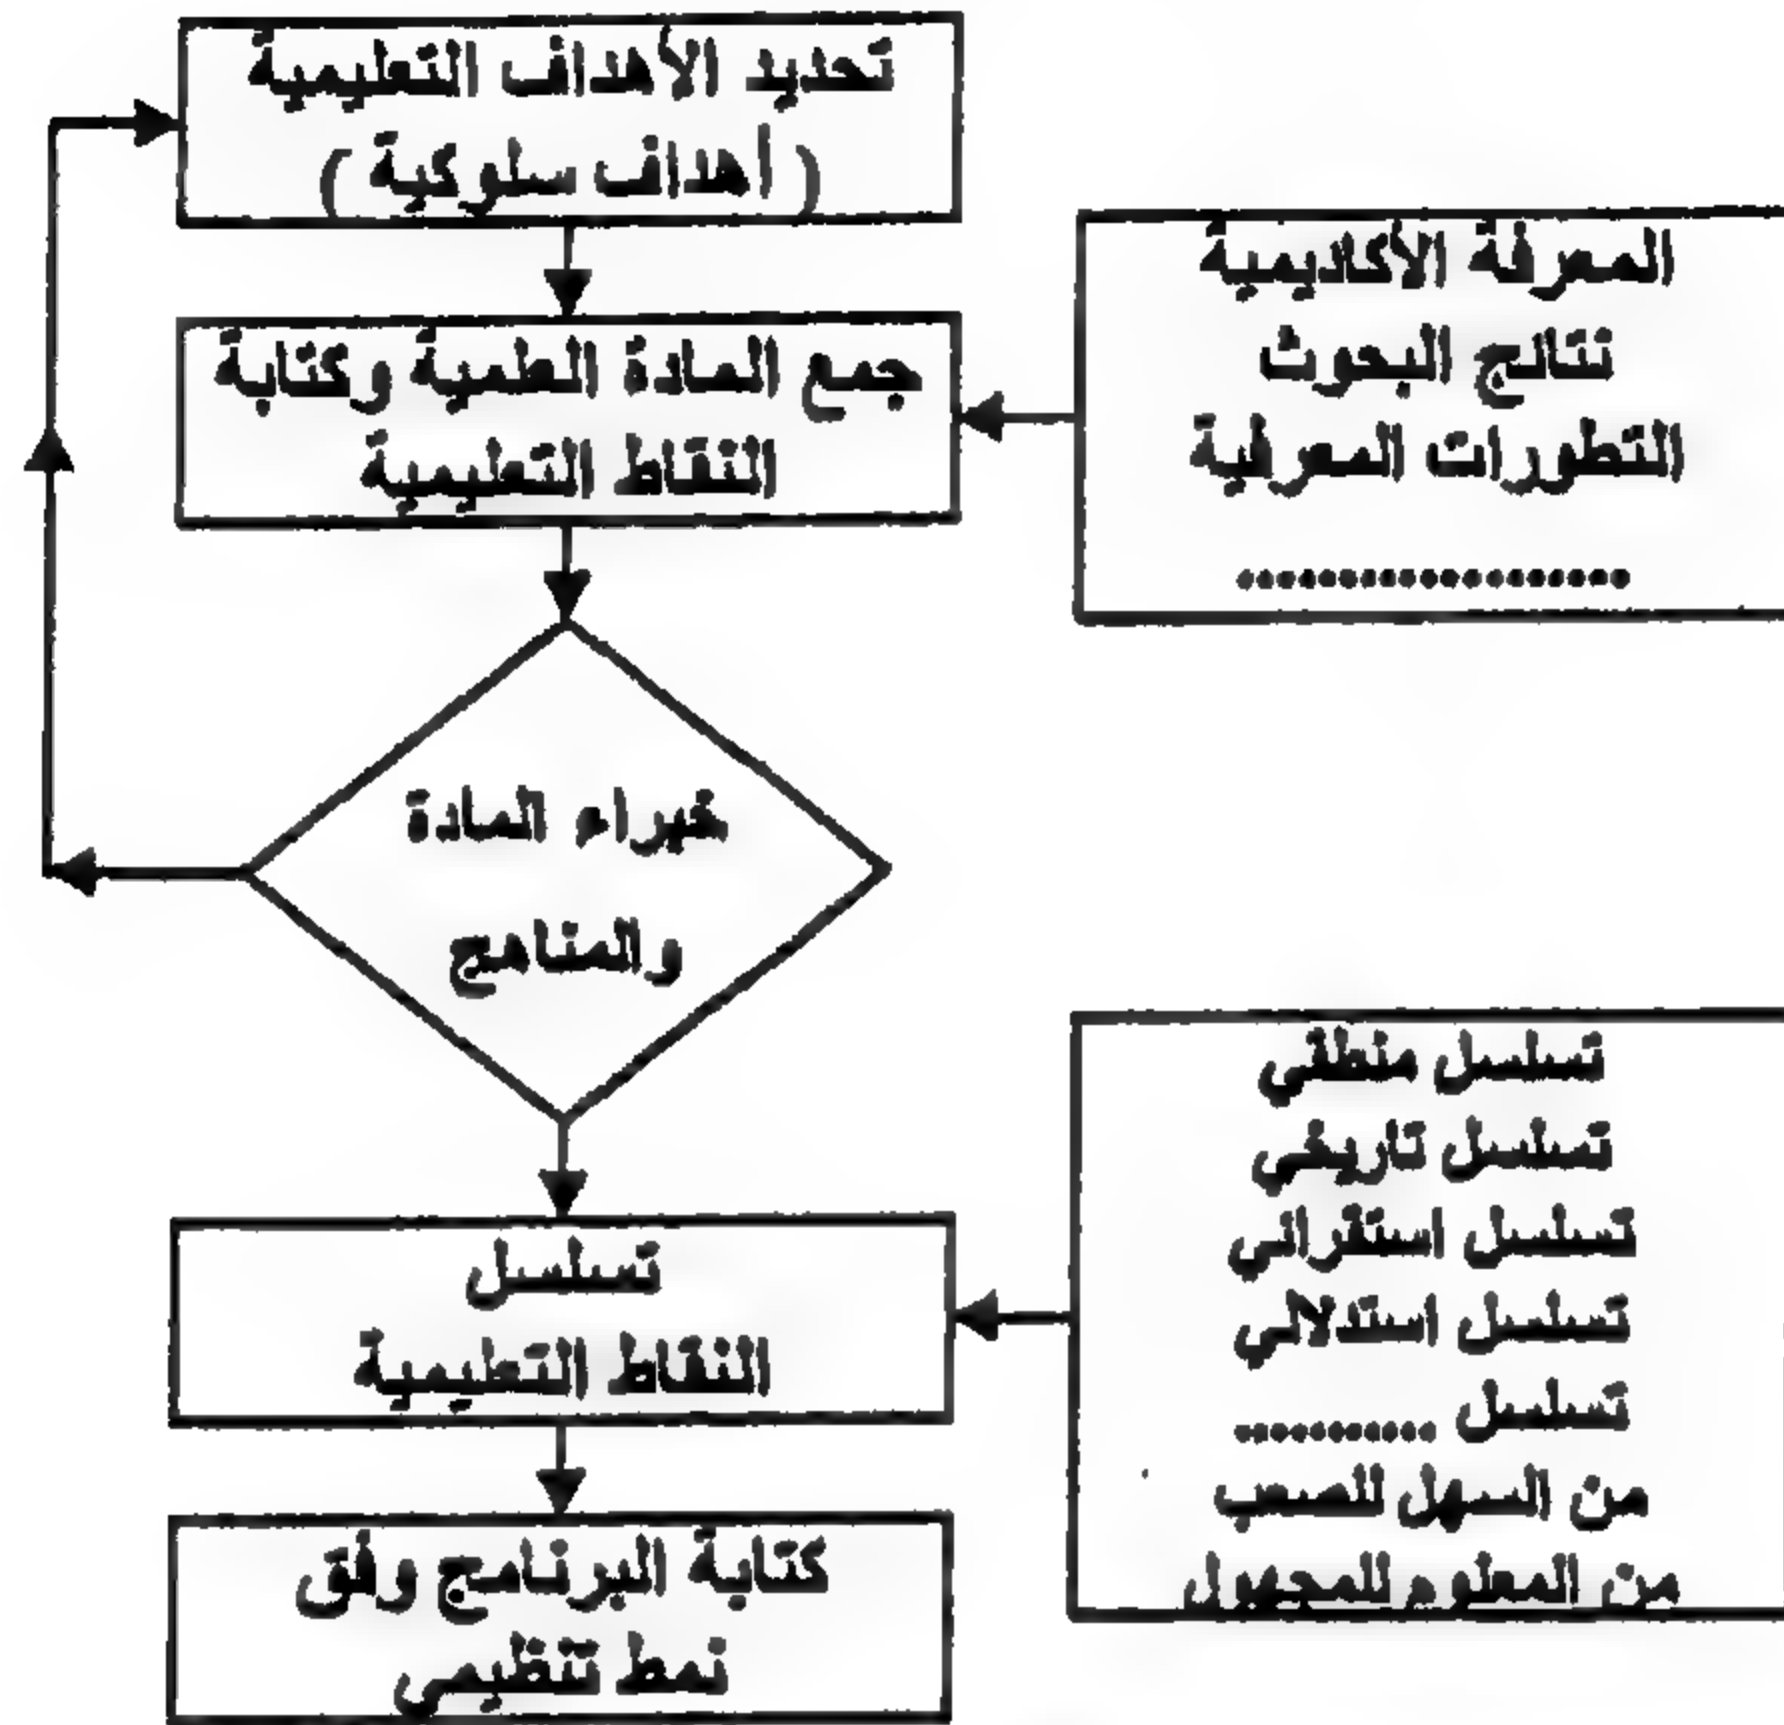 تحديد الأهداف التعليمية
( أهداف سلوكية )
المعرفة الأكاديمية
نتائج البحوث
التطورات المعرفية
...................
جمع المادة العلمية وكتابة
النقاط التعليمية
خبراء المادة
والمناهج
تسلسل منطقي
تسلسل تاريخي
تسلسل استقرائي
تسلسل استدلالي
تسلسل ...........
من السهل للصعب
من المعلوم للمجهول
تسلسل
النقاط التعليمية
كتابة البرنامج وفق
نمط تنظيمي